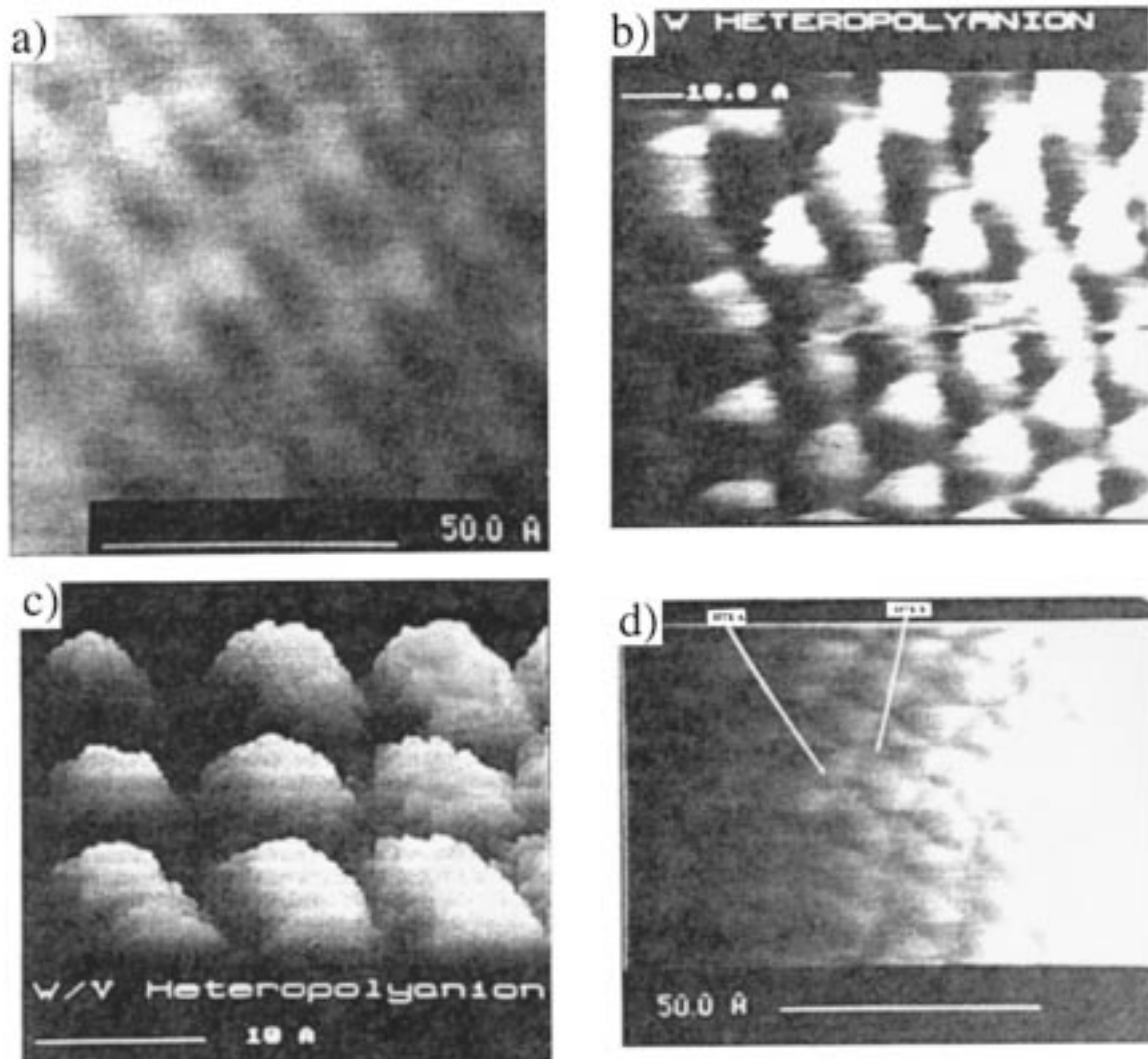 a)
50.0 A
b)
W HETEROPOLYANION
10.0 A
c)
W/V Heteropolyanion
10 A
d)
50.0 A